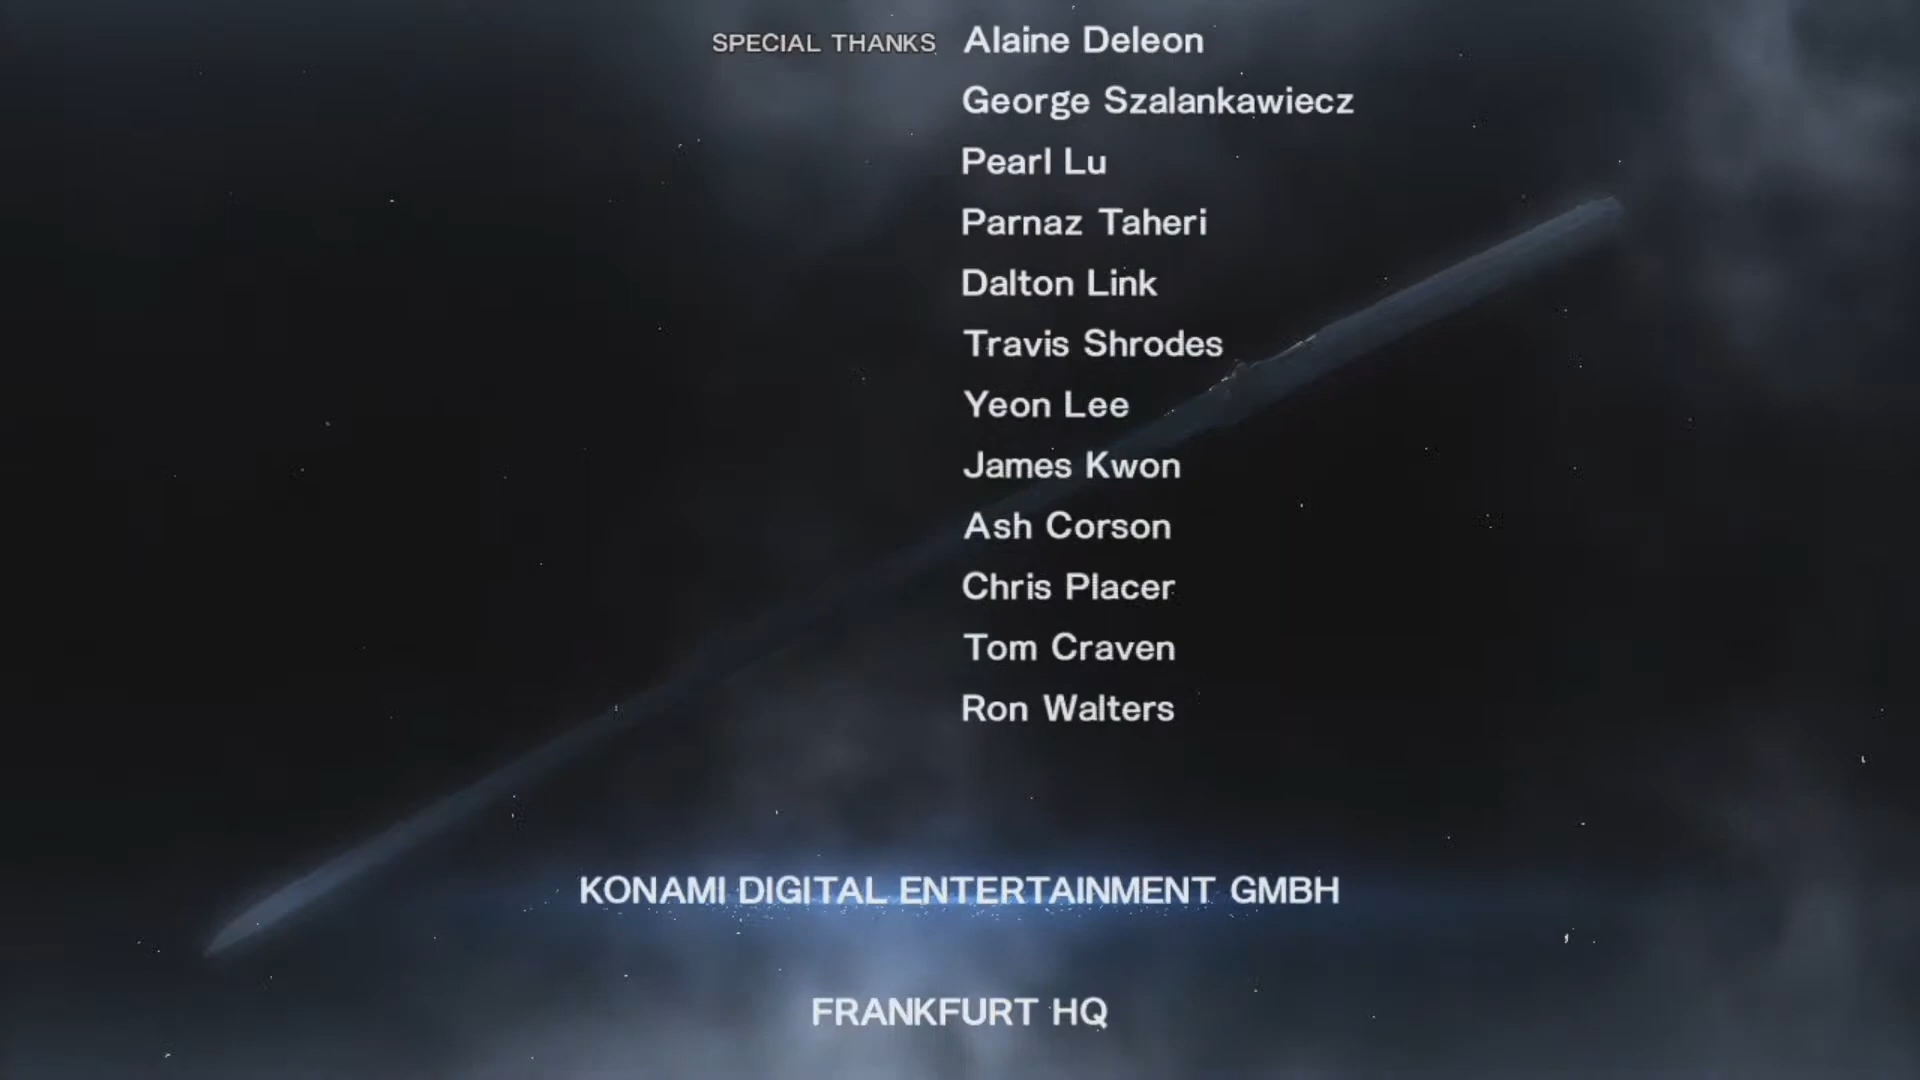 SPECIAL THANKS Alaine Deleon
George Szalankawiecz
Pearl Lu
Parnaz Taheri
Dalton Link
Travis Shrodes
Yeon Lee
James Kwon
Ash Corson
Chris Placer
Tom Craven
Ron Walters
KONAMI DIGITAL ENTERTAINMENT GMBH
FRANKFURT HQ